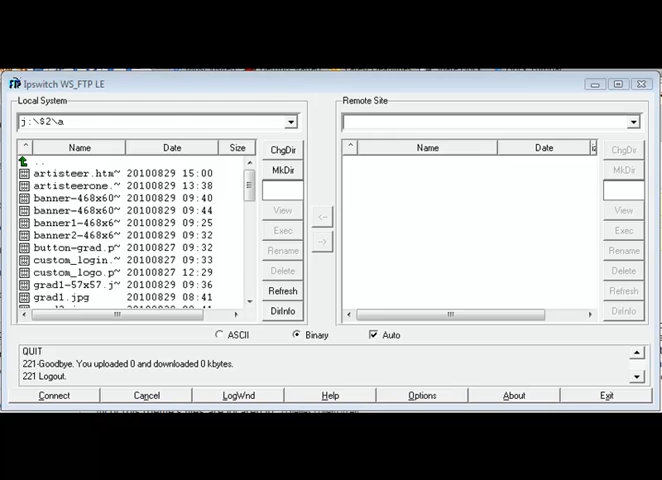 Ipswitch WS_FTP LE
Local System
Remote Site
j:\$2\a
^ Name Date Size
ChgDir
^ Name Date
ChgDir
..
MkDir
MkDir
artisteer.htm~ 20100829 15:00
artisteerone.~ 20100829 13:38
banner-468x60~ 20100829 09:40
View
View
banner-468x60~ 20100829 09:44
banner1-468x6~ 20100829 09:25
Exec
Exec
banner2-468x6~ 20100829 09:32
button-grad.p~ 20100827 09:32
Rename
Rename
custom_login.~ 20100827 09:33
custom_logo.p~ 20100827 12:29
Delete
Delete
grad1-57x57.j~ 20100829 09:36
Refresh
Refresh
grad1.jpg 20100829 08:41
DirInfo
DirInfo
<--
-->
ASCII Binary Auto
QUIT
221-Goodbye. You uploaded 0 and downloaded 0 kbytes.
221 Logout.
Connect Cancel LogWnd Help Options About Exit